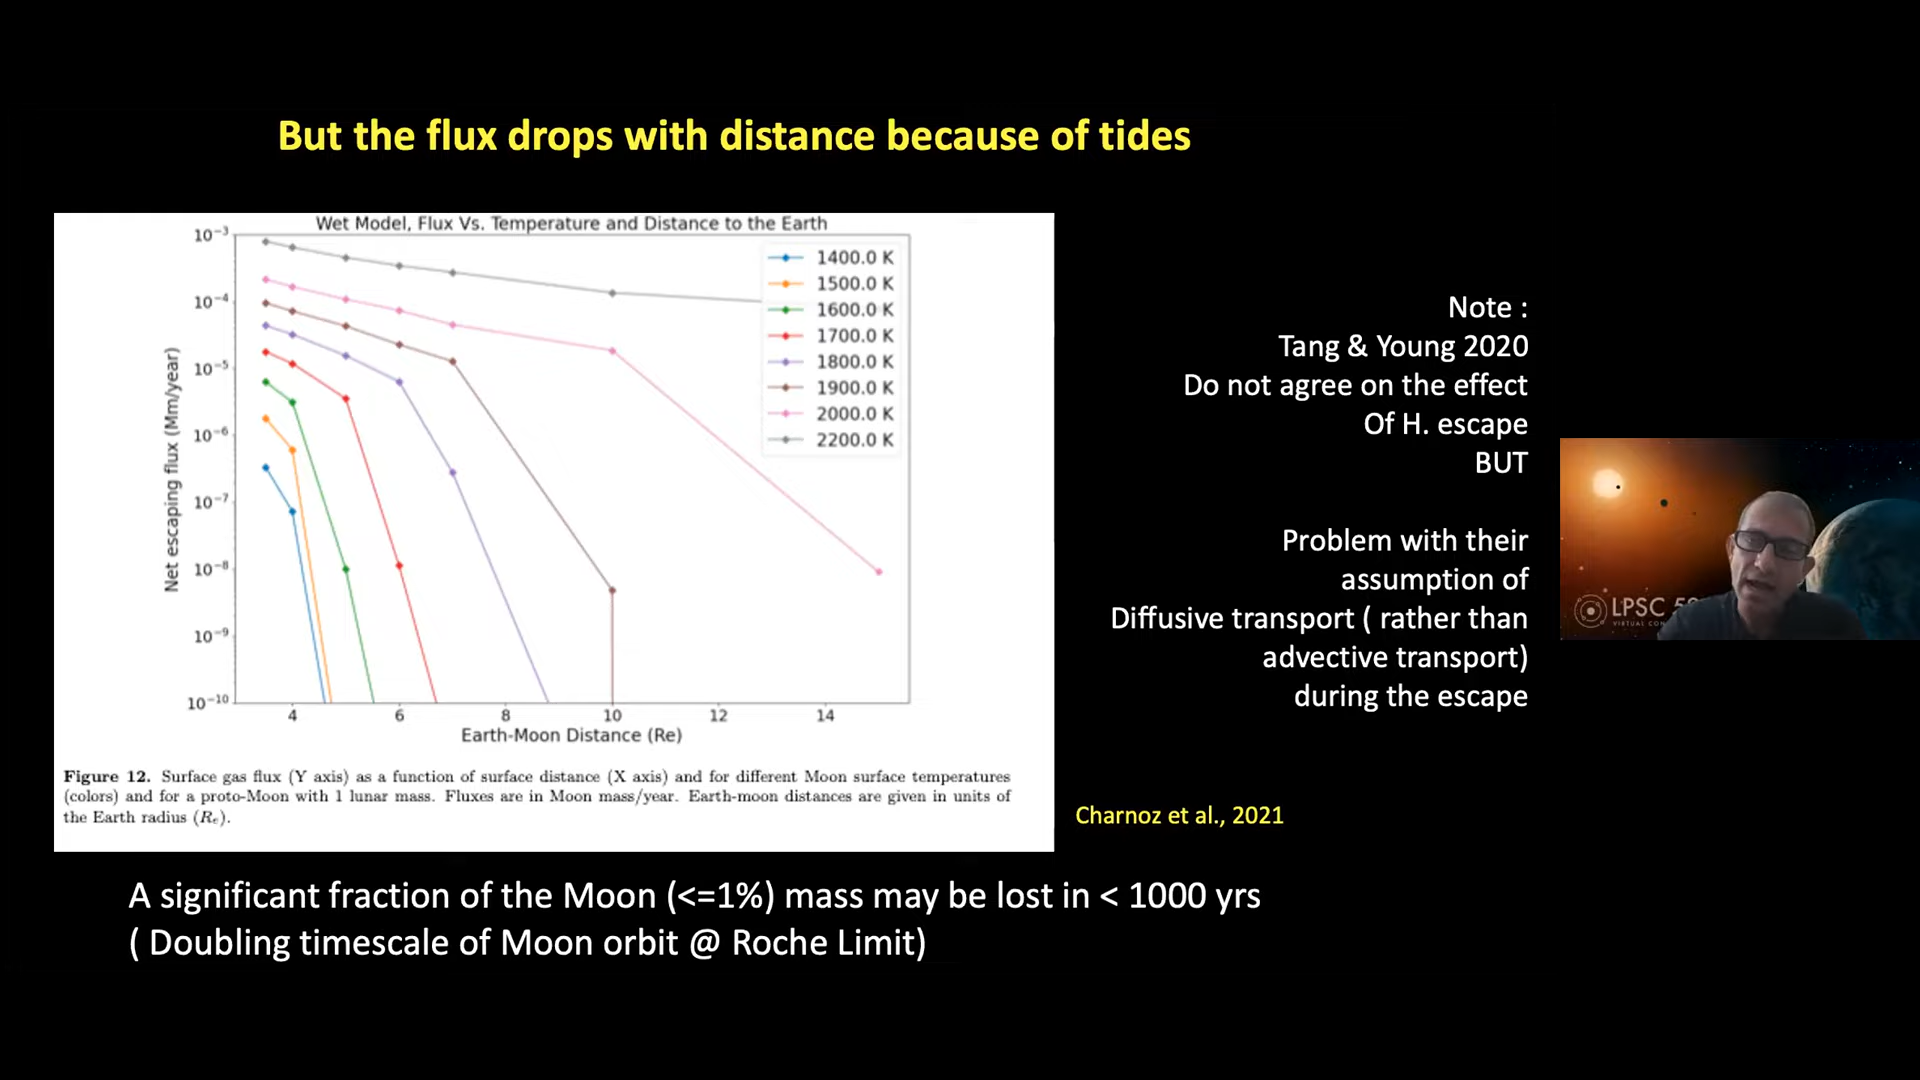 But the flux drops with distance because of tides
Wet Model, Flux Vs. Temperature and Distance to the Earth
10⁻³
10⁻⁴
10⁻⁵
10⁻⁶
10⁻⁷
10⁻⁸
10⁻⁹
10⁻¹⁰
Net escaping flux (Mm/year)
1400.0 K
1500.0 K
1600.0 K
1700.0 K
1800.0 K
1900.0 K
2000.0 K
2200.0 K
4 6 8 10 12 14
Earth-Moon Distance (Re)
Figure 12. Surface gas flux (Y axis) as a function of surface distance (X axis) and for different Moon surface temperatures
(colors) and for a proto-Moon with 1 lunar mass. Fluxes are in Moon mass/year. Earth-moon distances are given in units of
the Earth radius (Rₑ).
Note :
Tang & Young 2020
Do not agree on the effect
Of H. escape
BUT
Problem with their
assumption of
Diffusive transport ( rather than
advective transport)
during the escape
LPSC
VIRTUAL
Charnoz et al., 2021
A significant fraction of the Moon (<=1%) mass may be lost in < 1000 yrs
( Doubling timescale of Moon orbit @ Roche Limit)